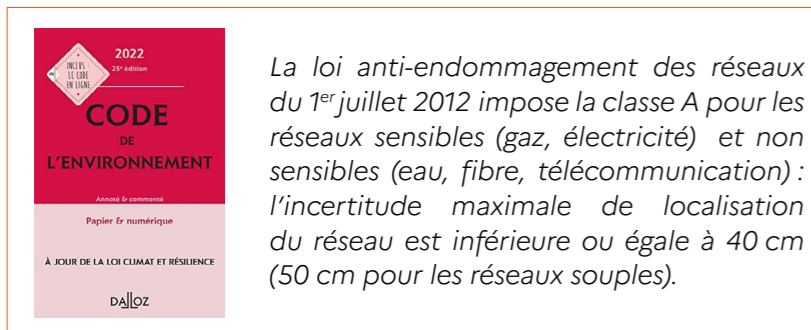 2022
25e édition
INCLUS :
LE CODE
EN LIGNE
CODE
DE
L'ENVIRONNEMENT
Annoté & commenté
Papier & numérique
À JOUR DE LA LOI CLIMAT ET RÉSILIENCE
DALLOZ
La loi anti-endommagement des réseaux
du 1er juillet 2012 impose la classe A pour les
réseaux sensibles (gaz, électricité) et non
sensibles (eau, fibre, télécommunication) :
l'incertitude maximale de localisation
du réseau est inférieure ou égale à 40 cm
(50 cm pour les réseaux souples).